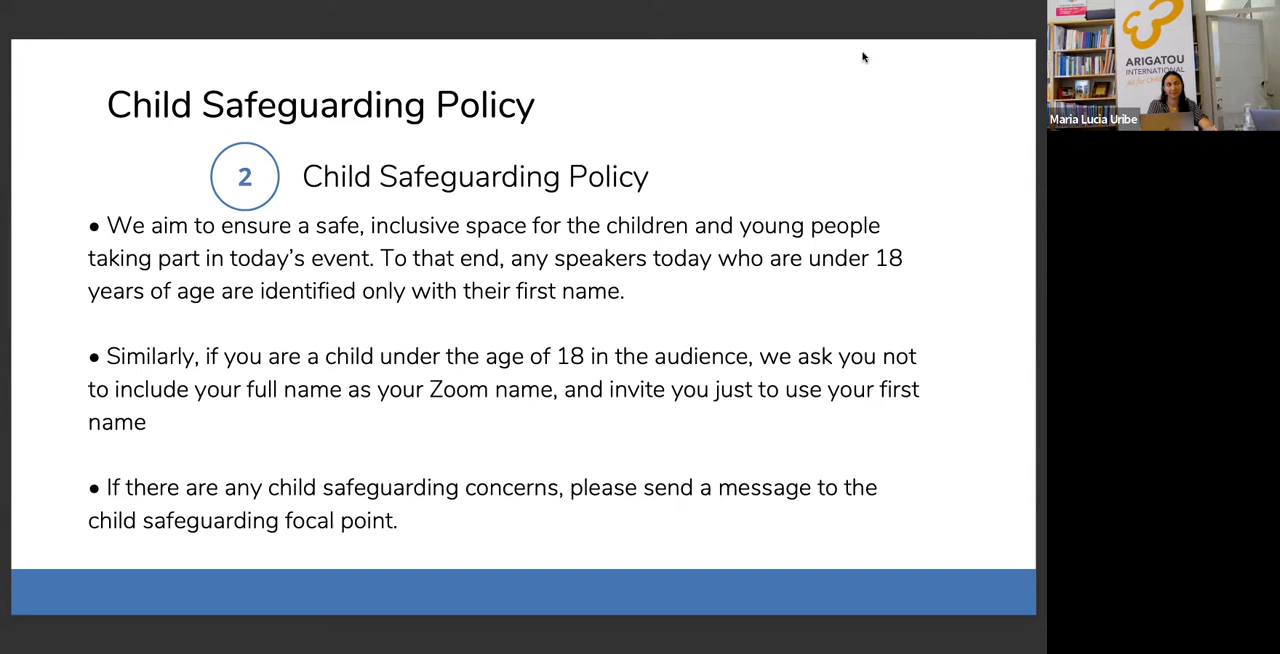 Child Safeguarding Policy
2
Child Safeguarding Policy
● We aim to ensure a safe, inclusive space for the children and young people
taking part in today’s event. To that end, any speakers today who are under 18
years of age are identified only with their first name.
● Similarly, if you are a child under the age of 18 in the audience, we ask you not
to include your full name as your Zoom name, and invite you just to use your first
name
● If there are any child safeguarding concerns, please send a message to the
child safeguarding focal point.
ARIGATOU
INTERNATIONAL
All for
Maria Lucia Uribe